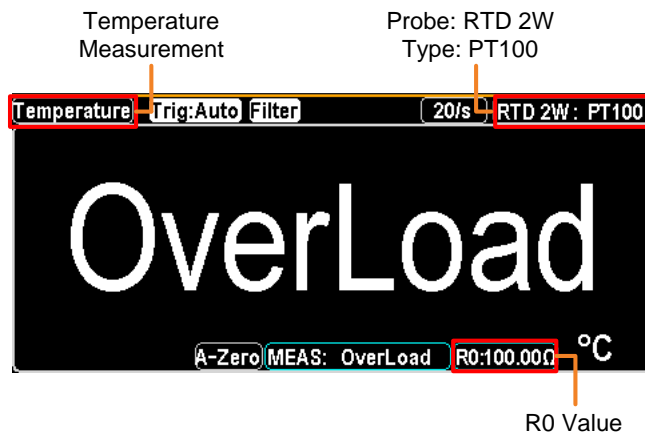 Temperature
Measurement
Probe: RTD 2W
Type: PT100
Temperature Trig:Auto Filter 20/s RTD 2W: PT100
OverLoad
A-Zero MEAS: OverLoad R0:100.00Ω °C
R0 Value